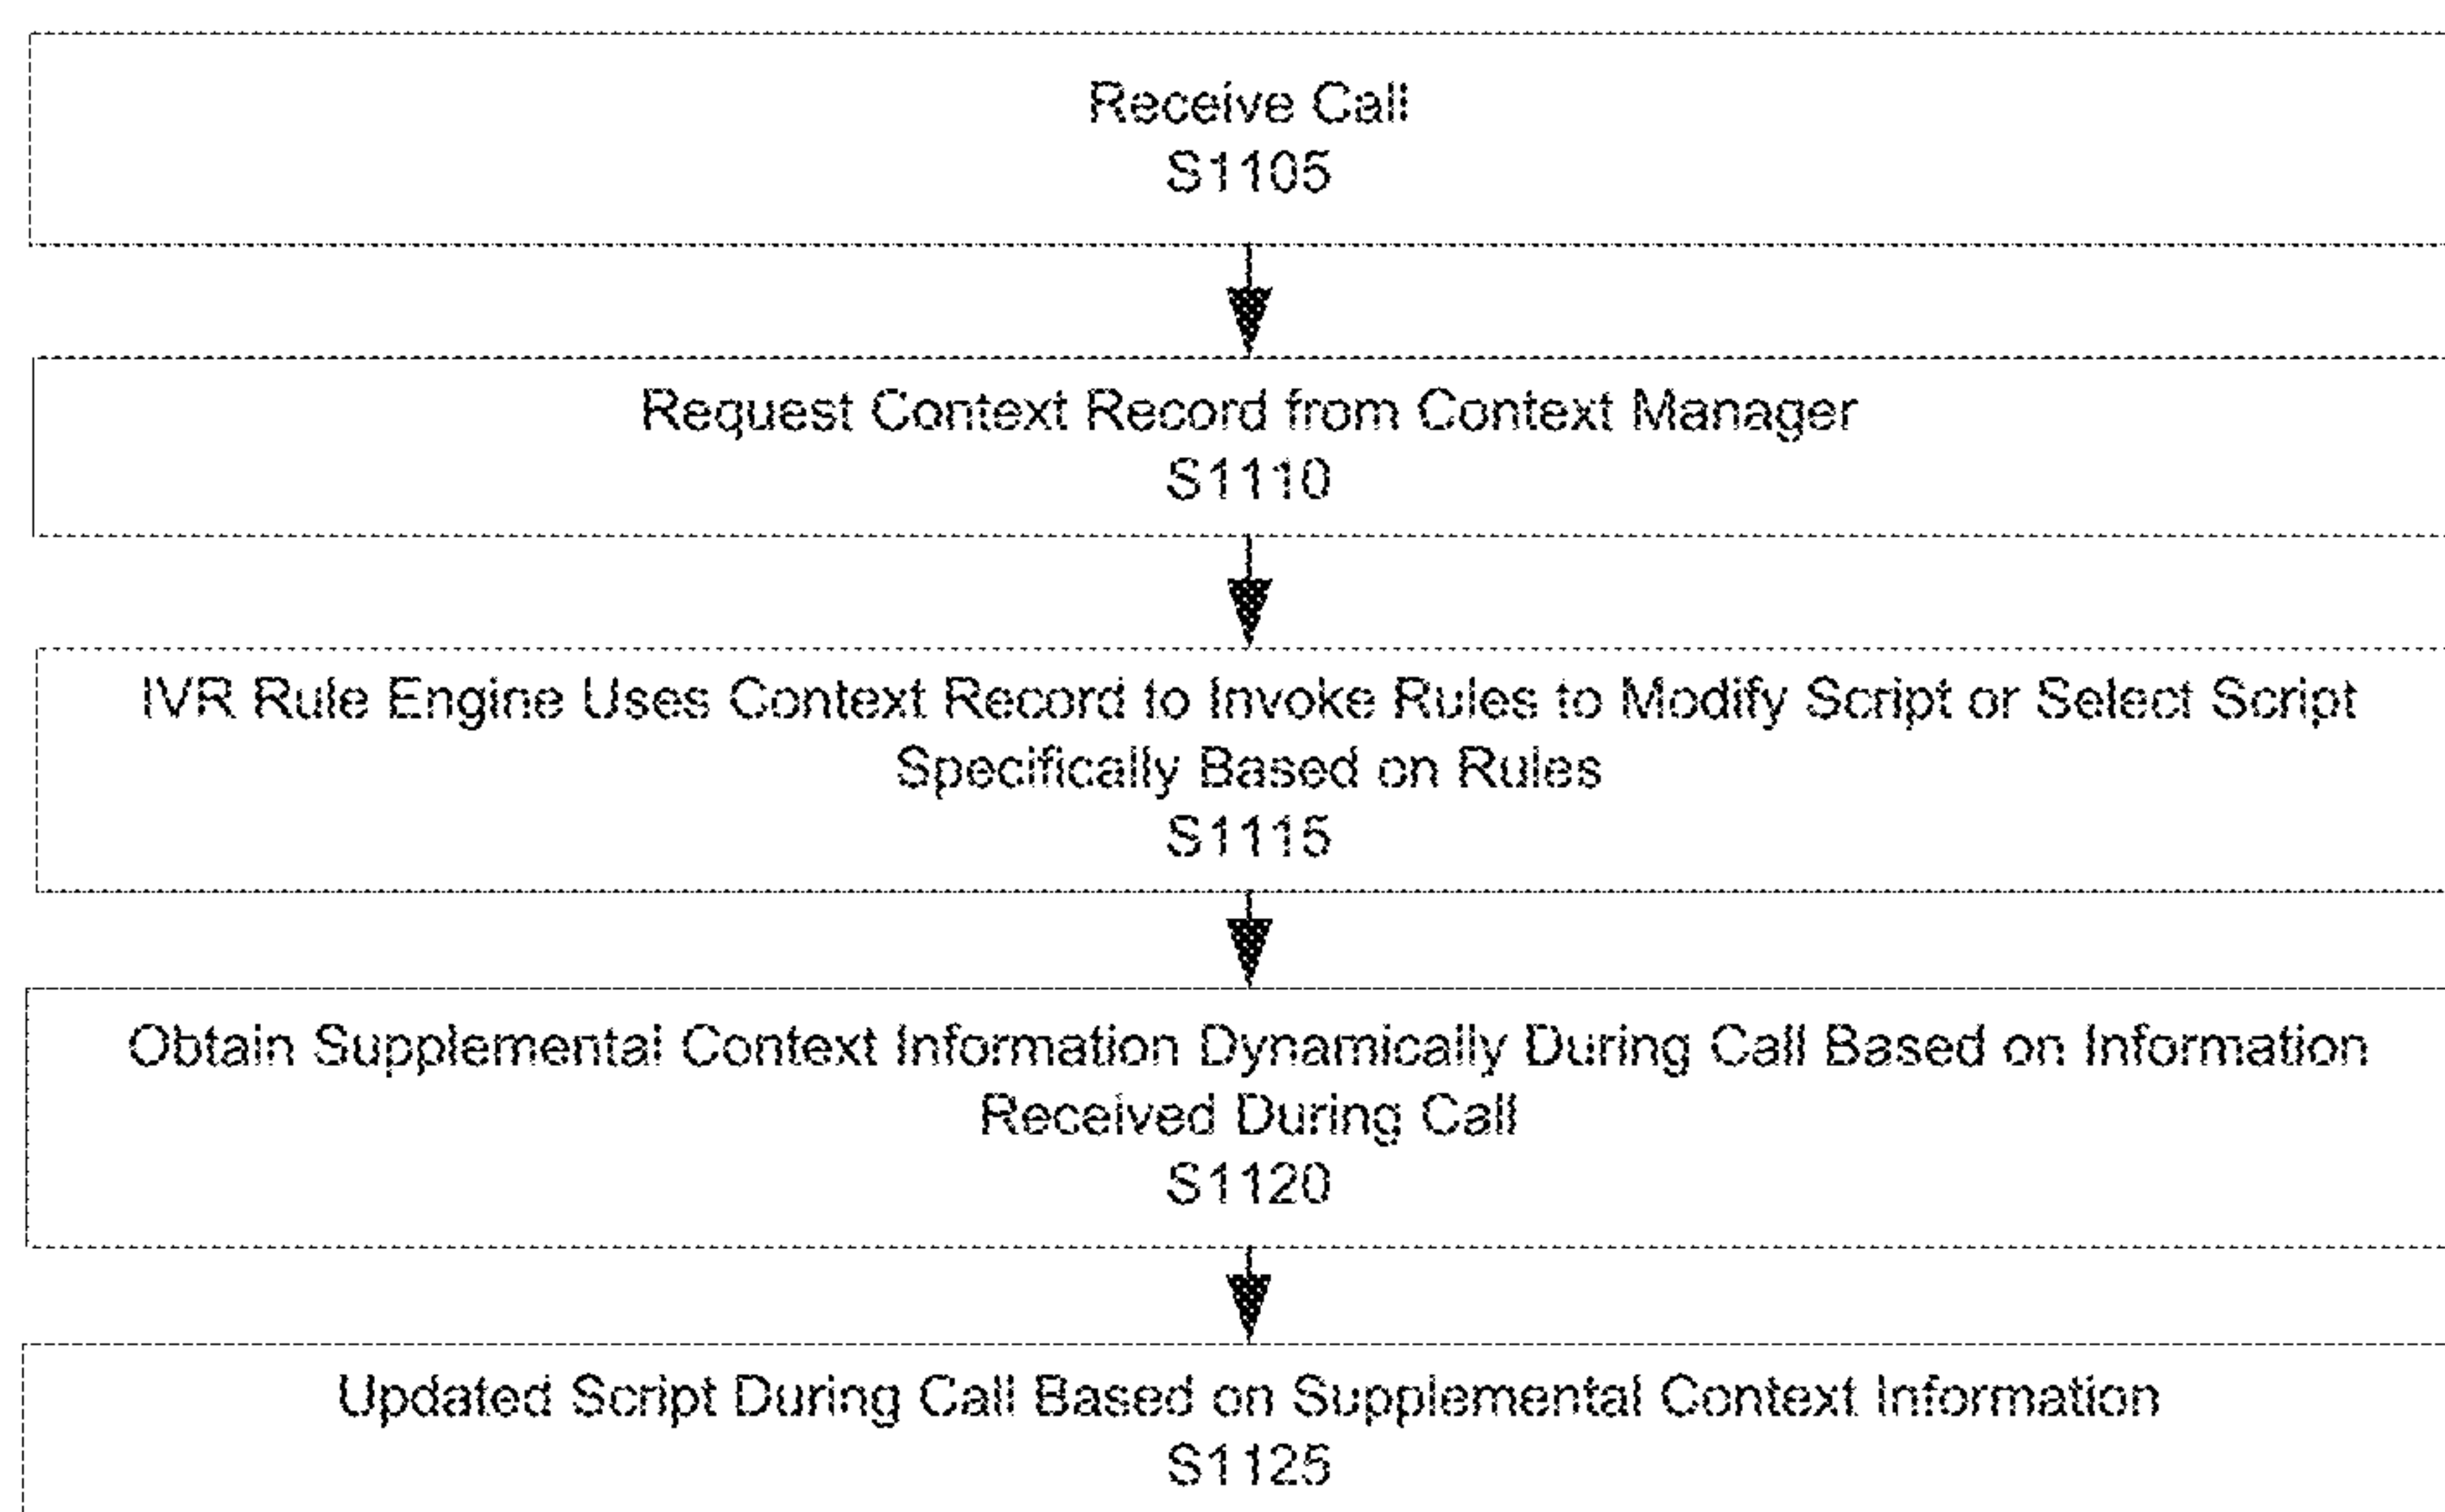 Receive Call
S1105
Request Context Record from Context Manager
S1110
IVR Rule Engine Uses Context Record to Invoke Rules to Modify Script or Select Script
Specifically Based on Rules
S1115
Obtain Supplemental Context Information Dynamically During Call Based on Information
Received During Call
S1120
Updated Script During Call Based on Supplemental Context Information
S1125